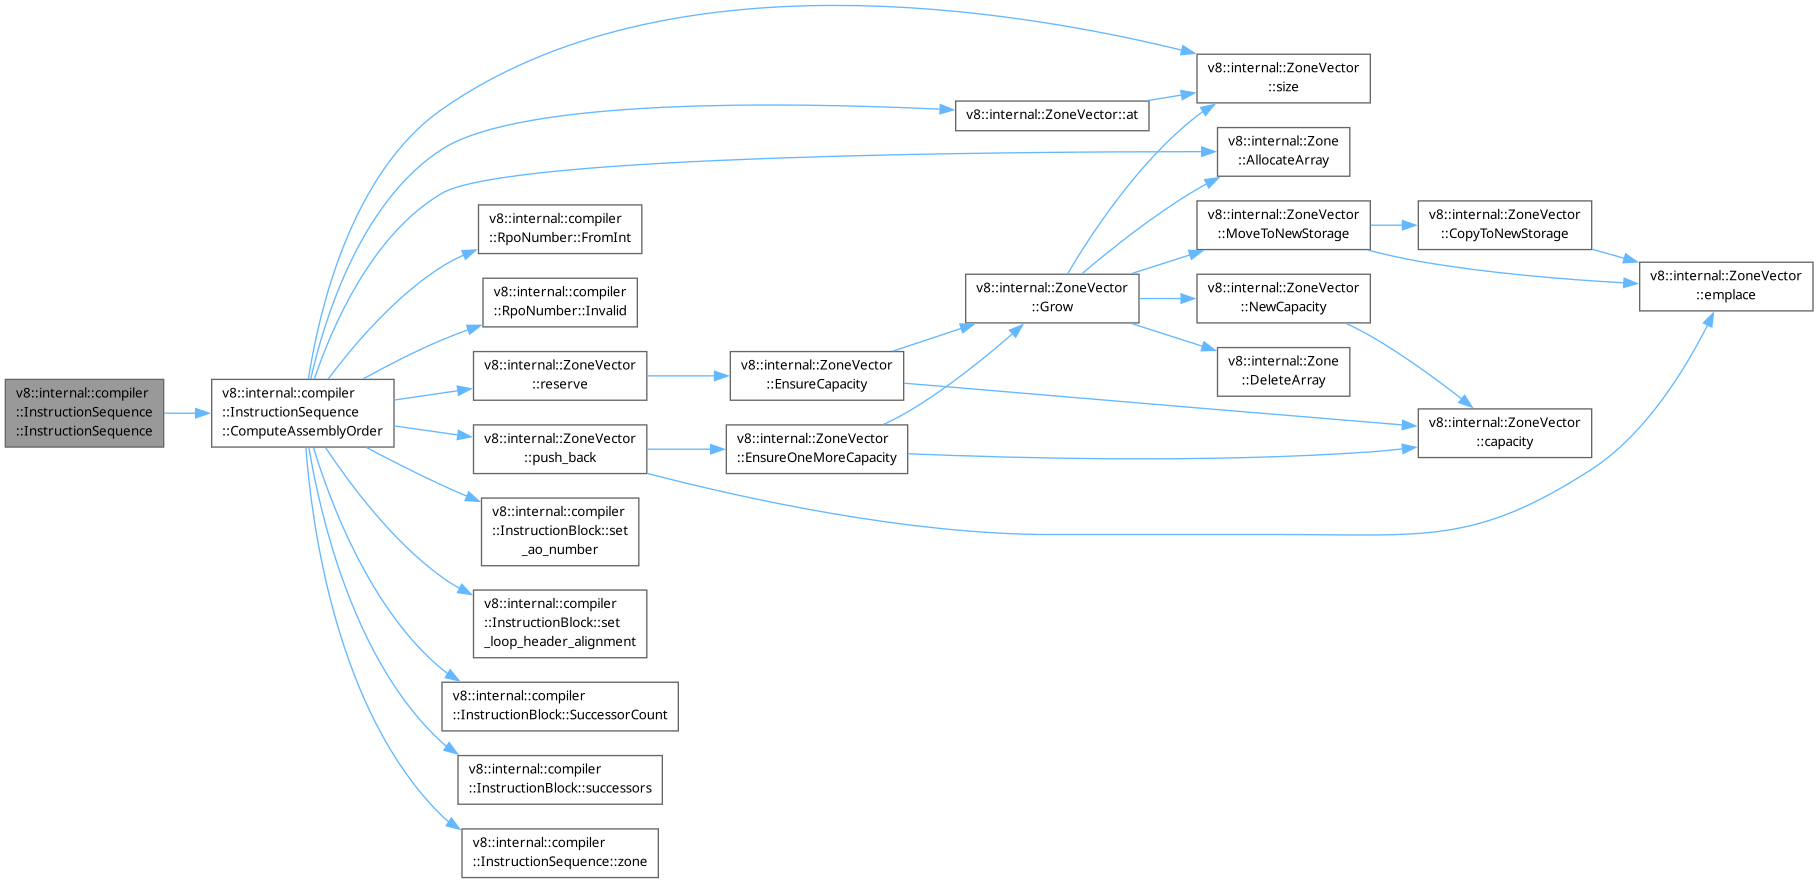 v8::internal::compiler
::InstructionSequence
::InstructionSequence
v8::internal::compiler
::InstructionSequence
::ComputeAssemblyOrder
v8::internal::ZoneVector
::size
v8::internal::ZoneVector::at
v8::internal::Zone
::AllocateArray
v8::internal::compiler
::RpoNumber::FromInt
v8::internal::compiler
::RpoNumber::Invalid
v8::internal::ZoneVector
::reserve
v8::internal::ZoneVector
::push_back
v8::internal::compiler
::InstructionBlock::set
_ao_number
v8::internal::compiler
::InstructionBlock::set
_loop_header_alignment
v8::internal::compiler
::InstructionBlock::SuccessorCount
v8::internal::compiler
::InstructionBlock::successors
v8::internal::compiler
::InstructionSequence::zone
v8::internal::ZoneVector
::EnsureCapacity
v8::internal::ZoneVector
::EnsureOneMoreCapacity
v8::internal::ZoneVector
::Grow
v8::internal::ZoneVector
::MoveToNewStorage
v8::internal::ZoneVector
::NewCapacity
v8::internal::Zone
::DeleteArray
v8::internal::ZoneVector
::CopyToNewStorage
v8::internal::ZoneVector
::capacity
v8::internal::ZoneVector
::emplace